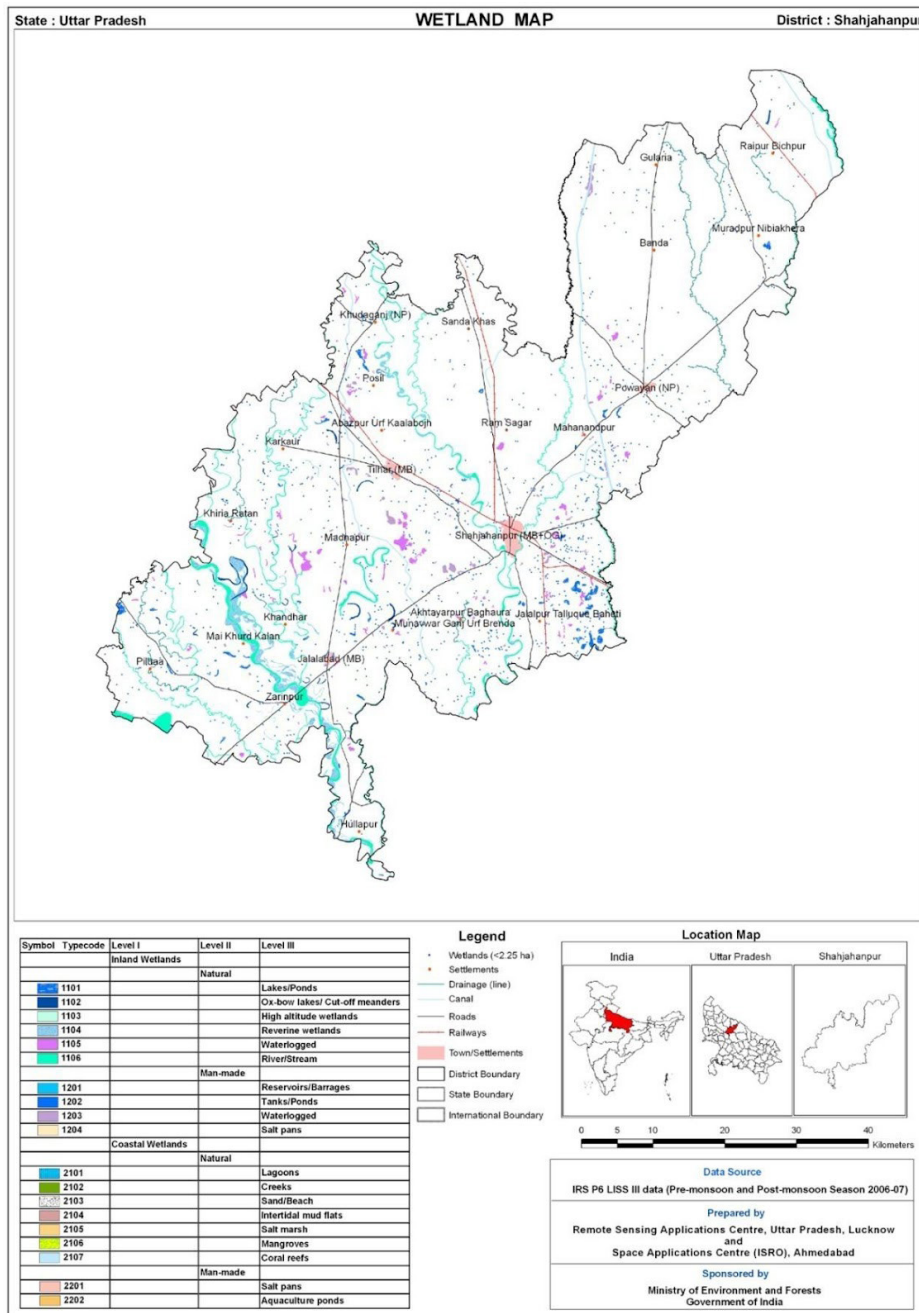 State : Uttar Pradesh
WETLAND MAP
District : Shahjahanpur
Raipur Bichpur
Gularia
Muradpur Nibiakhera
Banda
Khudaganj (NP)
Sanda Khas
Posil
Powayan (NP)
Abazpur Urf Kaalabojh
Ram Sagar
Mahanandpur
Karkaur
Tilhar (MB)
Khiria Ratan
Shahjahanpur (MB+OG)
Madnapur
Akhtayarpur Baghaura
Jalalpur Talluque Baheti
Khandhar
Munawwar Ganj Urf Brenda
Mai Khurd Kalan
Jalalabad (MB)
Zarinpur
Hullapur
Symbol Typecode Level I Level II Level III
Inland Wetlands
Natural
1101 Lakes/Ponds
1102 Ox-bow lakes/ Cut-off meanders
1103 High altitude wetlands
1104 Reverine wetlands
1105 Waterlogged
1106 River/Stream
Man-made
1201 Reservoirs/Barrages
1202 Tanks/Ponds
1203 Waterlogged
1204 Salt pans
Coastal Wetlands
Natural
2101 Lagoons
2102 Creeks
2103 Sand/Beach
2104 Intertidal mud flats
2105 Salt marsh
2106 Mangroves
2107 Coral reefs
Man-made
2201 Salt pans
2202 Aquaculture ponds
Legend
Wetlands (<2.25 ha)
Settlements
Drainage (line)
Canal
Roads
Railways
Town/Settlements
District Boundary
State Boundary
International Boundary
Location Map
India
Uttar Pradesh
Shahjahanpur
0 5 10 20 30 40
Kilometers
Data Source
IRS P6 LISS III data (Pre-monsoon and Post-monsoon Season 2006-07)
Prepared by
Remote Sensing Applications Centre, Uttar Pradesh, Lucknow
and
Space Applications Centre (ISRO), Ahmedabad
Sponsored by
Ministry of Environment and Forests
Government of India